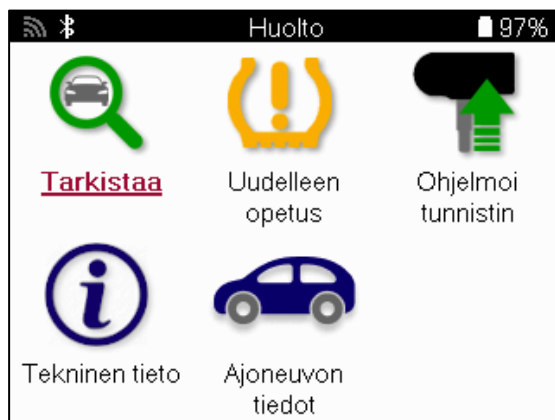 Huolto
97%
Tarkistaa
Uudelleen
opetus
Ohjelmoi
tunnistin
Tekninen tieto
Ajoneuvon
tiedot